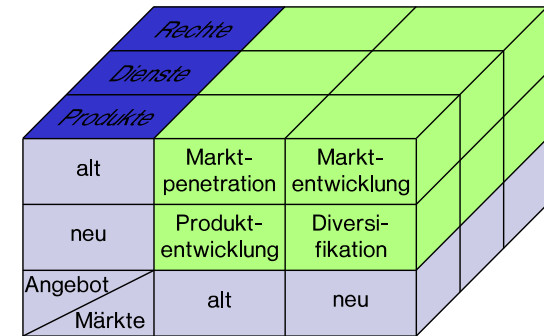 Rechte
Dienste
Produkte
alt
Markt-
penetration
Markt-
entwicklung
neu
Produkt-
entwicklung
Diversi-
fikation
Angebot
Märkte
alt
neu